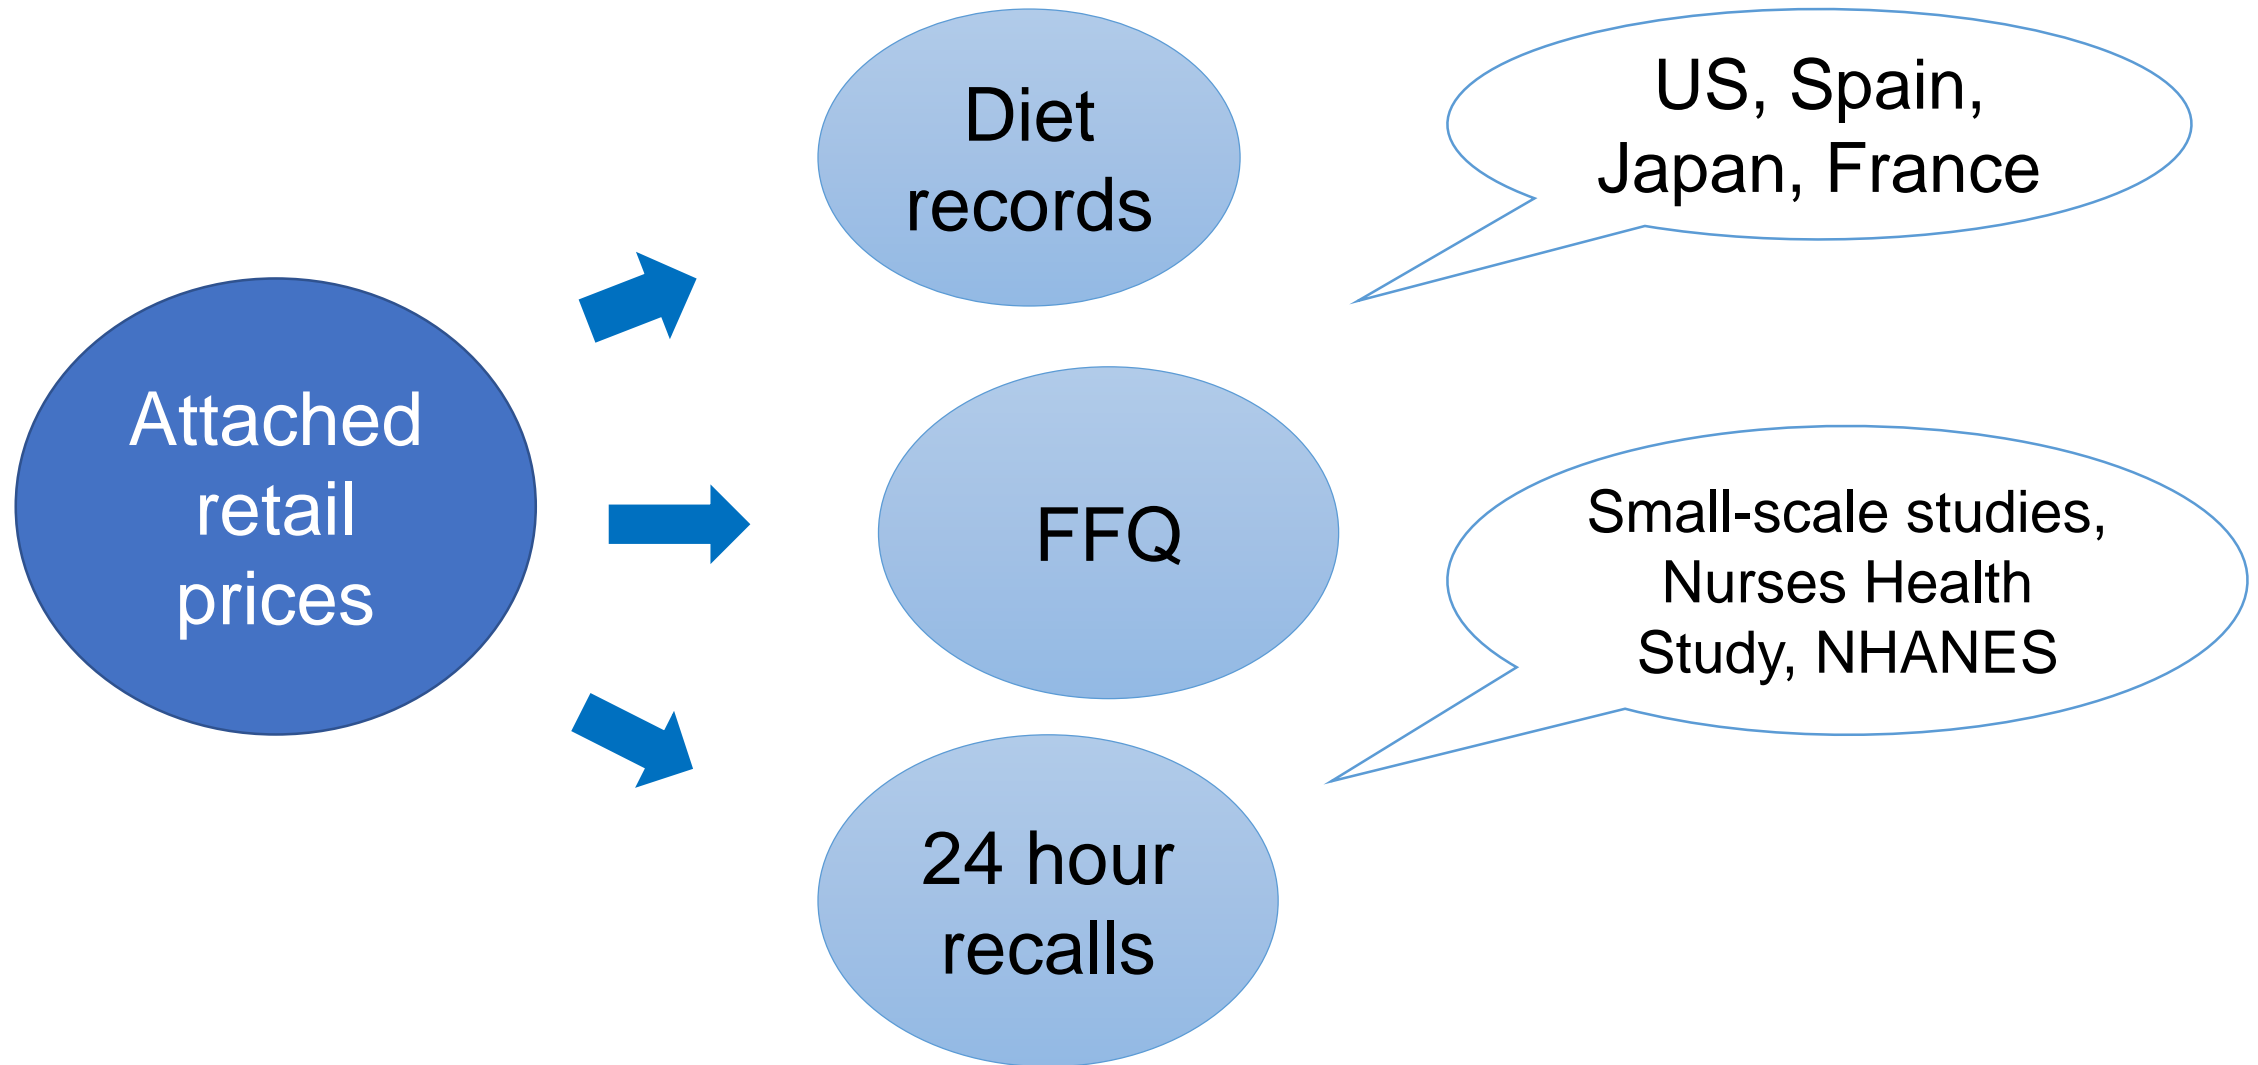 Attached
retail
prices
Diet
records
FFQ
24 hour
recalls
US, Spain,
Japan, France
Small-scale studies,
Nurses Health
Study, NHANES